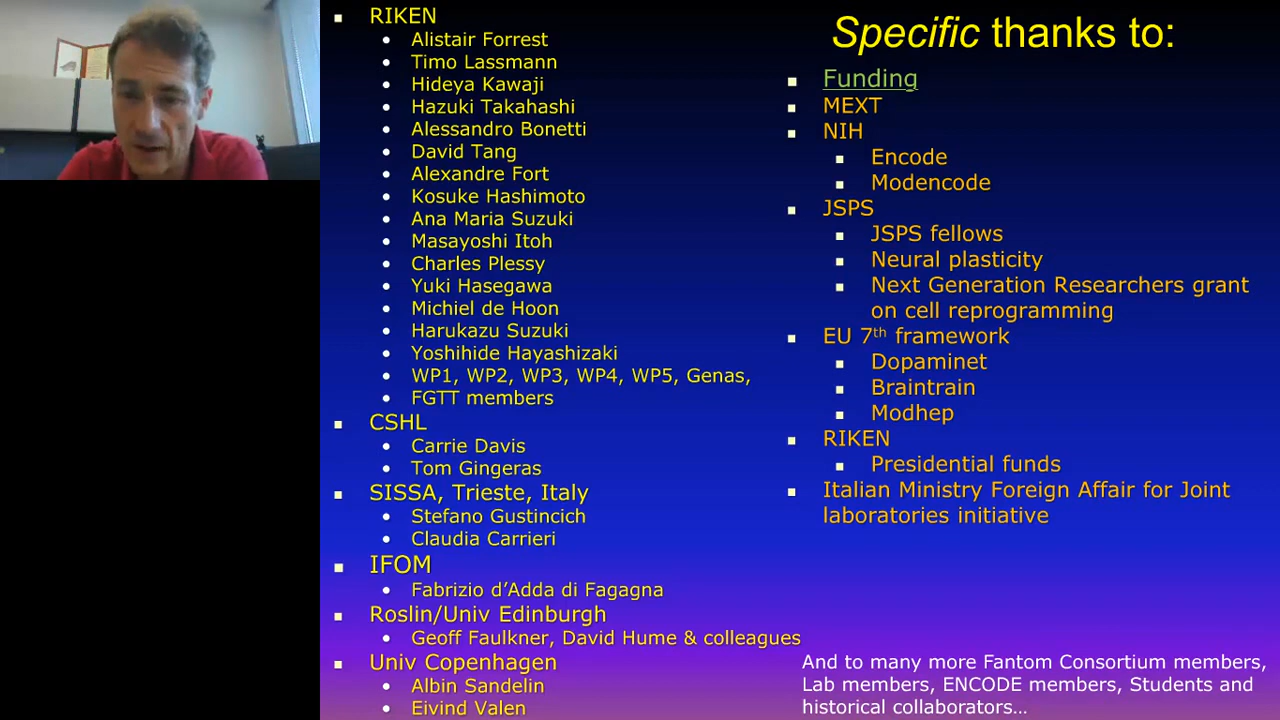 RIKEN
Alistair Forrest
Timo Lassmann
Hideya Kawaji
Hazuki Takahashi
Alessandro Bonetti
David Tang
Alexandre Fort
Kosuke Hashimoto
Ana Maria Suzuki
Masayoshi Itoh
Charles Plessy
Yuki Hasegawa
Michiel de Hoon
Harukazu Suzuki
Yoshihide Hayashizaki
WP1, WP2, WP3, WP4, WP5, Genas,
FGTT members
CSHL
Carrie Davis
Tom Gingeras
SISSA, Trieste, Italy
Stefano Gustincich
Claudia Carrieri
IFOM
Fabrizio d’Adda di Fagagna
Roslin/Univ Edinburgh
Geoff Faulkner, David Hume & colleagues
Univ Copenhagen
Albin Sandelin
Eivind Valen
Specific thanks to:
Funding
MEXT
NIH
Encode
Modencode
JSPS
JSPS fellows
Neural plasticity
Next Generation Researchers grant
on cell reprogramming
EU 7th framework
Dopaminet
Braintrain
Modhep
RIKEN
Presidential funds
Italian Ministry Foreign Affair for Joint
laboratories initiative
And to many more Fantom Consortium members,
Lab members, ENCODE members, Students and
historical collaborators…